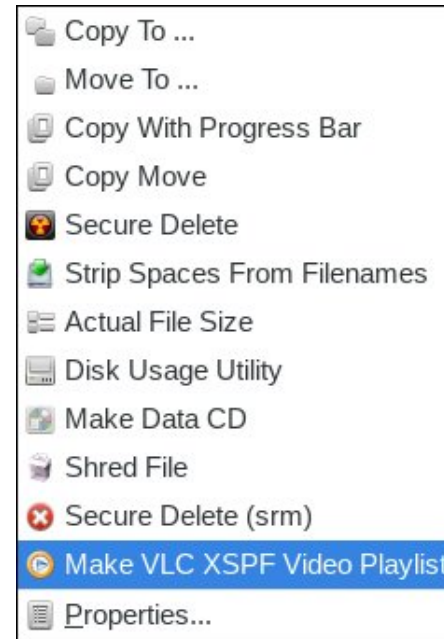 Copy To ...
Move To ...
Copy With Progress Bar
Copy Move
Secure Delete
Strip Spaces From Filenames
Actual File Size
Disk Usage Utility
Make Data CD
Shred File
Secure Delete (srm)
Make VLC XSPF Video Playlist
Properties...